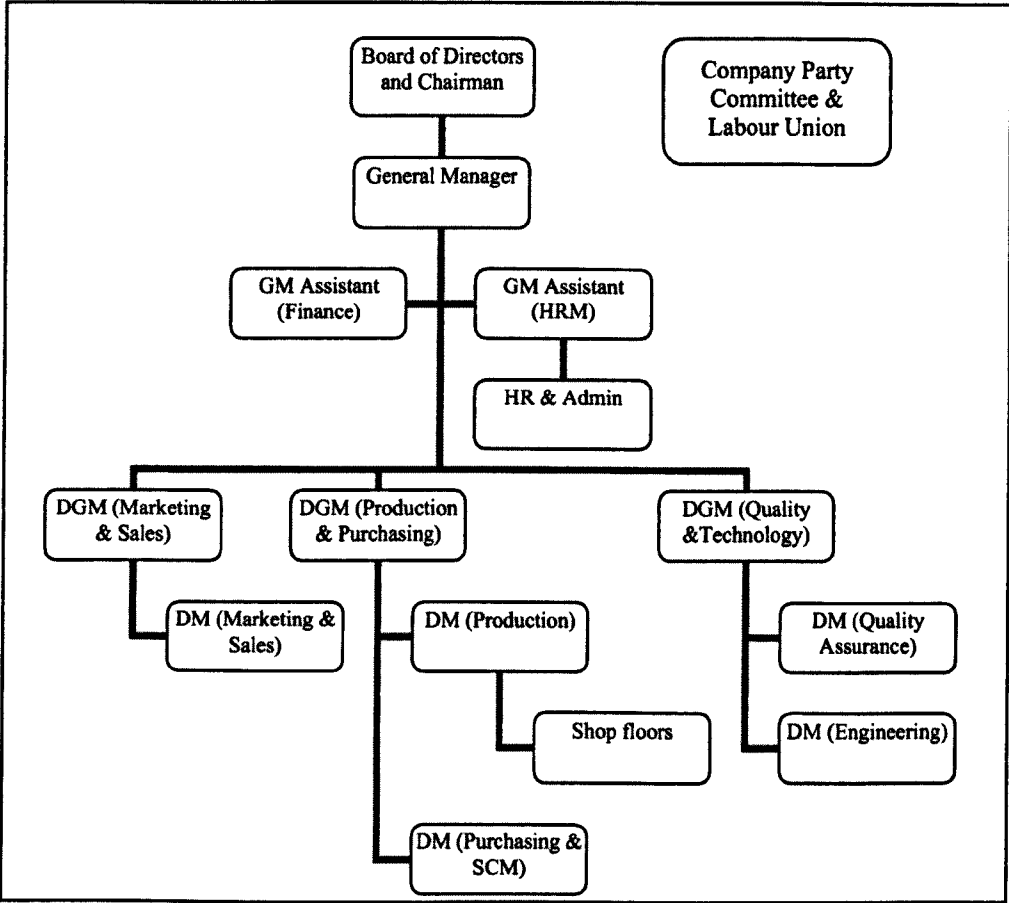 Board of Directors
and Chairman
Company Party
Committee &
Labour Union
General Manager
GM Assistant
(Finance)
GM Assistant
(HRM)
HR & Admin
DGM (Marketing
& Sales)
DGM (Production
& Purchasing)
DGM (Quality
&Technology)
DM (Marketing &
Sales)
DM (Production)
DM (Quality
Assurance)
Shop floors
DM (Engineering)
DM (Purchasing &
SCM)